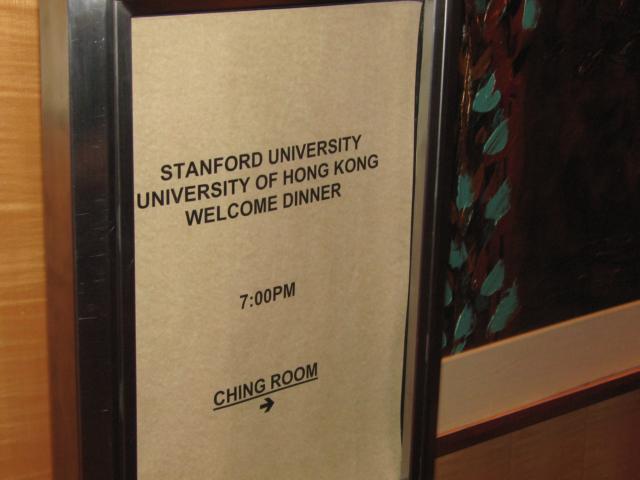 STANFORD UNIVERSITY
UNIVERSITY OF HONG KONG
WELCOME DINNER
7:00PM
CHING ROOM
→